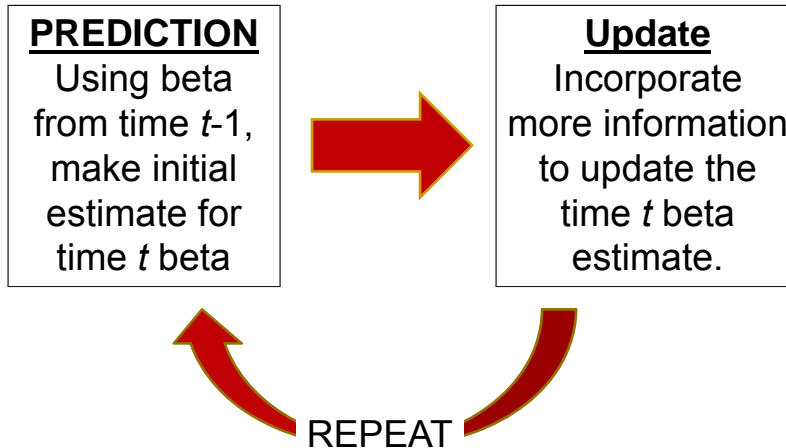 PREDICTION
Using beta
from time t-1,
make initial
estimate for
time t beta
Update
Incorporate
more information
to update the
time t beta
estimate.
REPEAT